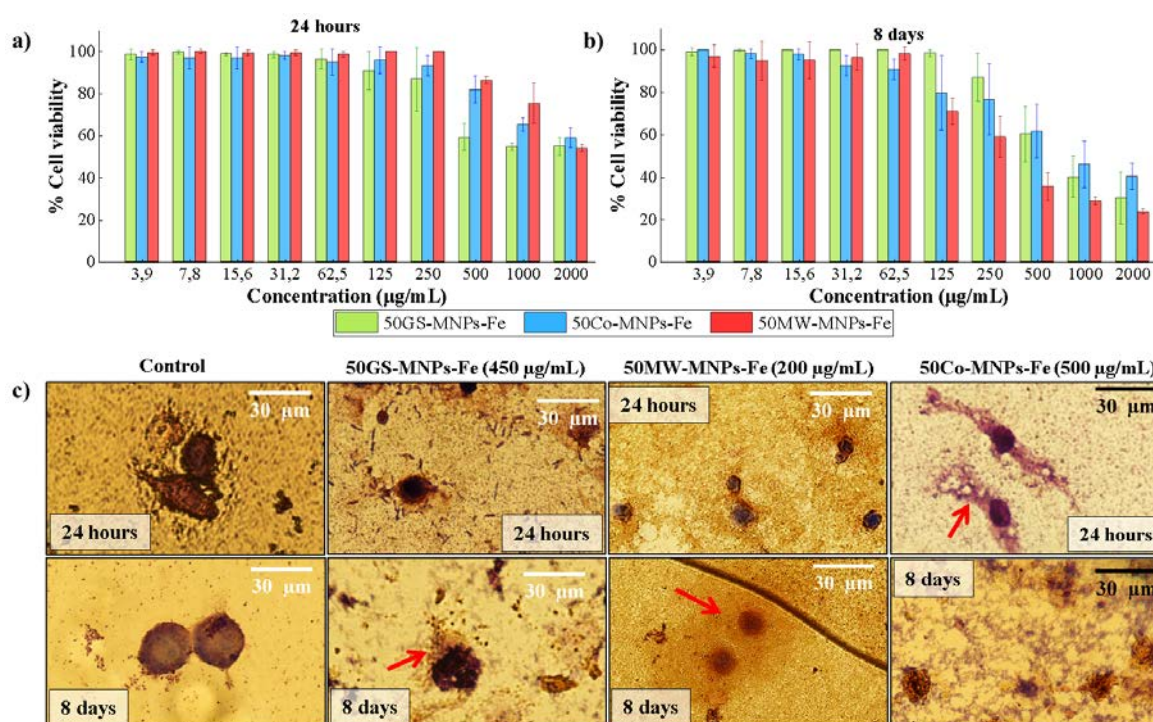 a)
24 hours
% Cell viability
100
80
60
40
20
0
3,9 7,8 15,6 31,2 62,5 125 250 500 1000 2000
Concentration (µg/mL)
b)
8 days
% Cell viability
100
80
60
40
20
0
3,9 7,8 15,6 31,2 62,5 125 250 500 1000 2000
Concentration (µg/mL)
50GS-MNPs-Fe 50Co-MNPs-Fe 50MW-MNPs-Fe
c)
Control 50GS-MNPs-Fe (450 µg/mL) 50MW-MNPs-Fe (200 µg/mL) 50Co-MNPs-Fe (500 µg/mL)
30 µm
24 hours
30 µm
24 hours
24 hours
30 µm
30 µm
24 hours
30 µm
8 days
30 µm
8 days
30 µm
8 days
8 days
30 µm